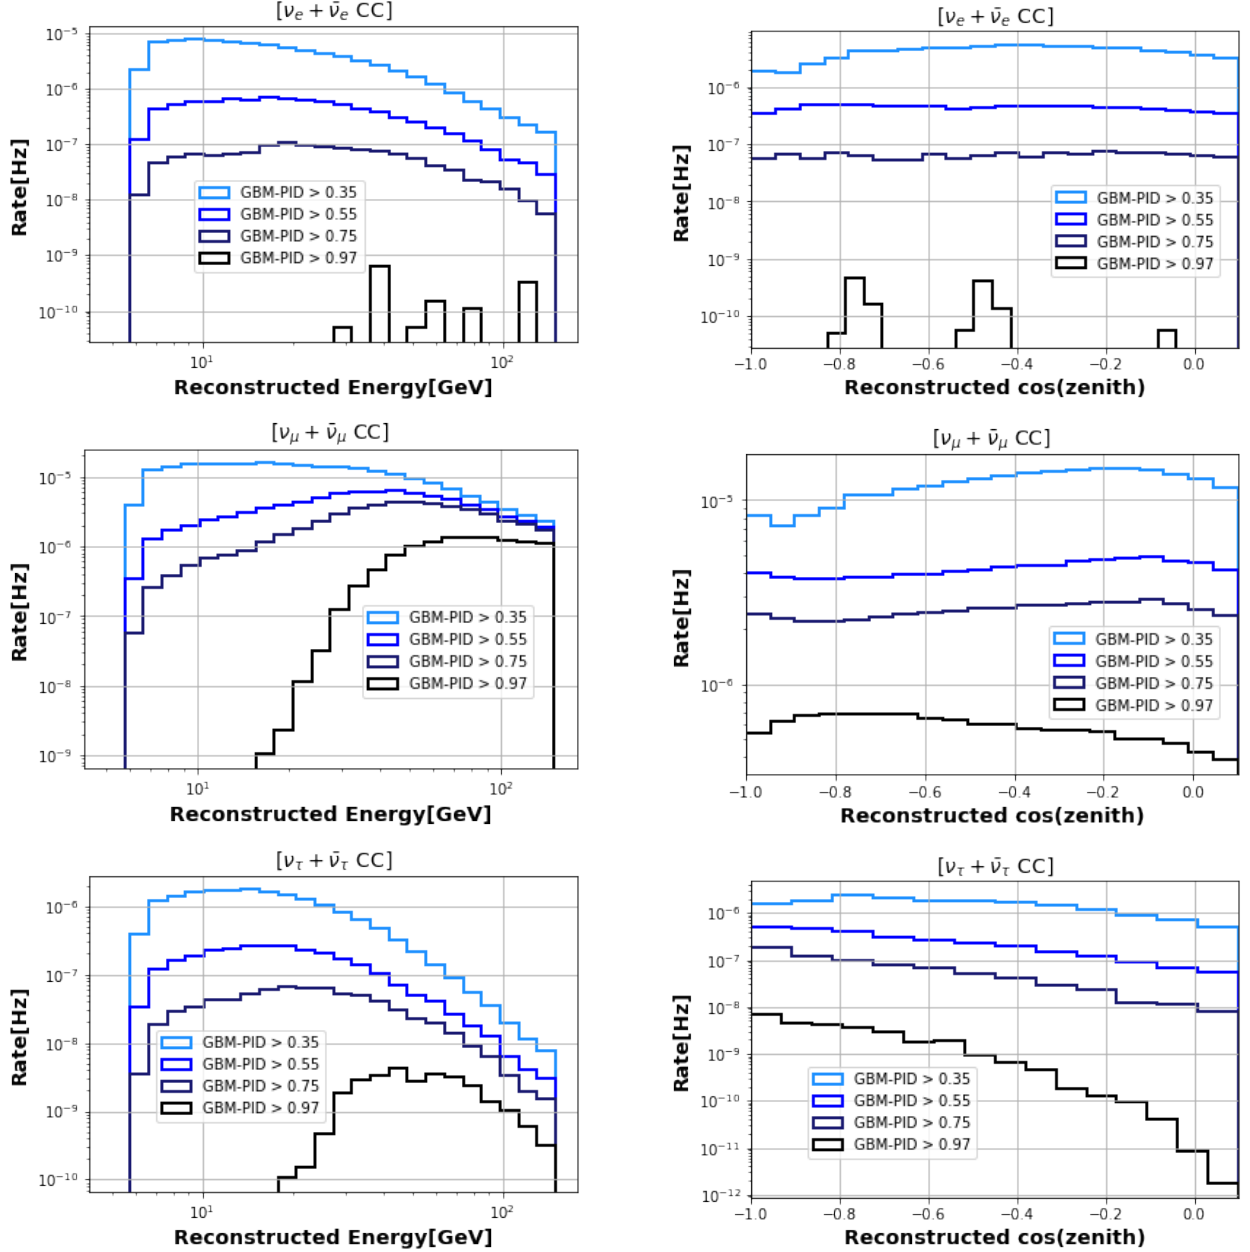 [νe + ν̄e CC]
Rate[Hz]
10⁻⁵
10⁻⁶
10⁻⁷
10⁻⁸
10⁻⁹
10⁻¹⁰
GBM-PID > 0.35
GBM-PID > 0.55
GBM-PID > 0.75
GBM-PID > 0.97
10¹ 10²
Reconstructed Energy[GeV]
[νe + ν̄e CC]
Rate[Hz]
10⁻⁶
10⁻⁷
10⁻⁸
10⁻⁹
10⁻¹⁰
GBM-PID > 0.35
GBM-PID > 0.55
GBM-PID > 0.75
GBM-PID > 0.97
−1.0 −0.8 −0.6 −0.4 −0.2 0.0
Reconstructed cos(zenith)
[νμ + ν̄μ CC]
Rate[Hz]
10⁻⁵
10⁻⁶
10⁻⁷
10⁻⁸
10⁻⁹
GBM-PID > 0.35
GBM-PID > 0.55
GBM-PID > 0.75
GBM-PID > 0.97
10¹ 10²
Reconstructed Energy[GeV]
[νμ + ν̄μ CC]
Rate[Hz]
10⁻⁵
10⁻⁶
GBM-PID > 0.35
GBM-PID > 0.55
GBM-PID > 0.75
GBM-PID > 0.97
−1.0 −0.8 −0.6 −0.4 −0.2 0.0
Reconstructed cos(zenith)
[ντ + ν̄τ CC]
Rate[Hz]
10⁻⁶
10⁻⁷
10⁻⁸
10⁻⁹
10⁻¹⁰
GBM-PID > 0.35
GBM-PID > 0.55
GBM-PID > 0.75
GBM-PID > 0.97
10¹ 10²
Reconstructed Energy[GeV]
[ντ + ν̄τ CC]
Rate[Hz]
10⁻⁶
10⁻⁷
10⁻⁸
10⁻⁹
10⁻¹⁰
10⁻¹¹
10⁻¹²
GBM-PID > 0.35
GBM-PID > 0.55
GBM-PID > 0.75
GBM-PID > 0.97
−1.0 −0.8 −0.6 −0.4 −0.2 0.0
Reconstructed cos(zenith)